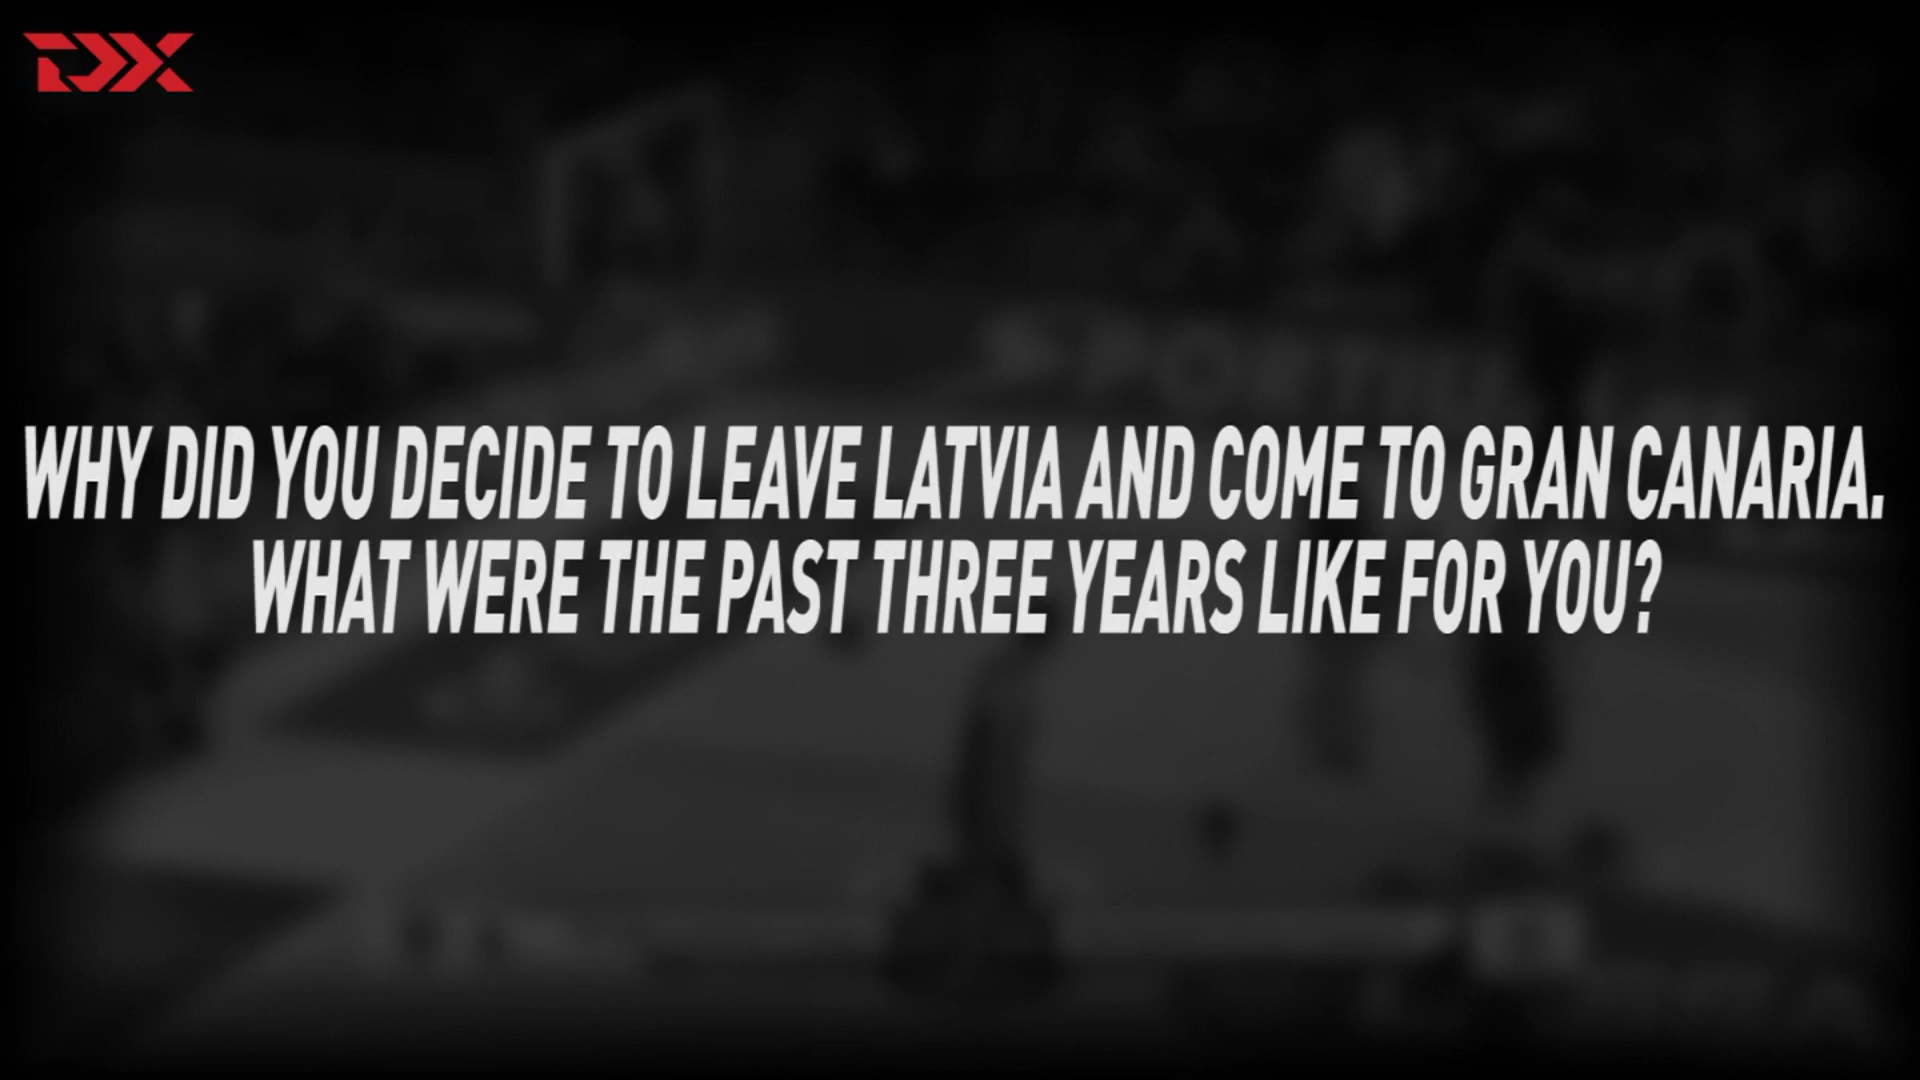 DX
WHY DID YOU DECIDE TO LEAVE LATVIA AND COME TO GRAN CANARIA.
WHAT WERE THE PAST THREE YEARS LIKE FOR YOU?